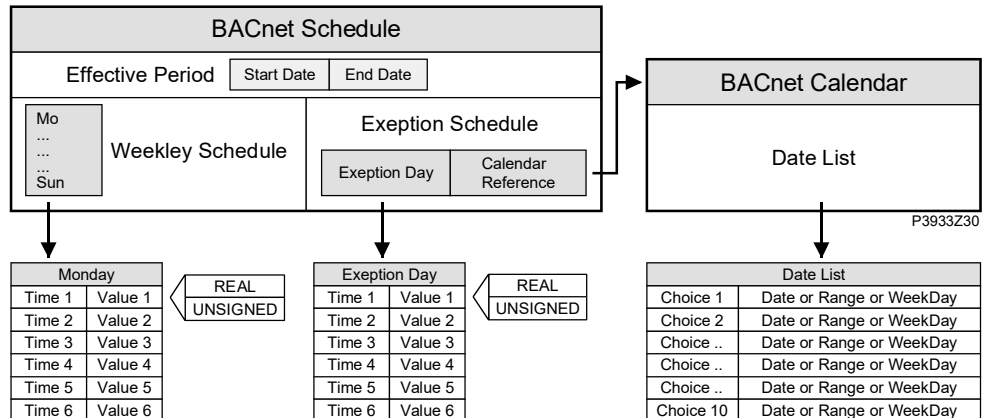 BACnet Schedule
Effective Period Start Date End Date
Mo
...
...
...
Sun
Weekley Schedule
Exeption Schedule
Exeption Day
Calendar
Reference
BACnet Calendar
Date List
P3933Z30
Monday
Time 1 Value 1
Time 2 Value 2
Time 3 Value 3
Time 4 Value 4
Time 5 Value 5
Time 6 Value 6
REAL
UNSIGNED
Exeption Day
Time 1 Value 1
Time 2 Value 2
Time 3 Value 3
Time 4 Value 4
Time 5 Value 5
Time 6 Value 6
REAL
UNSIGNED
Date List
Choice 1 Date or Range or WeekDay
Choice 2 Date or Range or WeekDay
Choice .. Date or Range or WeekDay
Choice .. Date or Range or WeekDay
Choice .. Date or Range or WeekDay
Choice 10 Date or Range or WeekDay